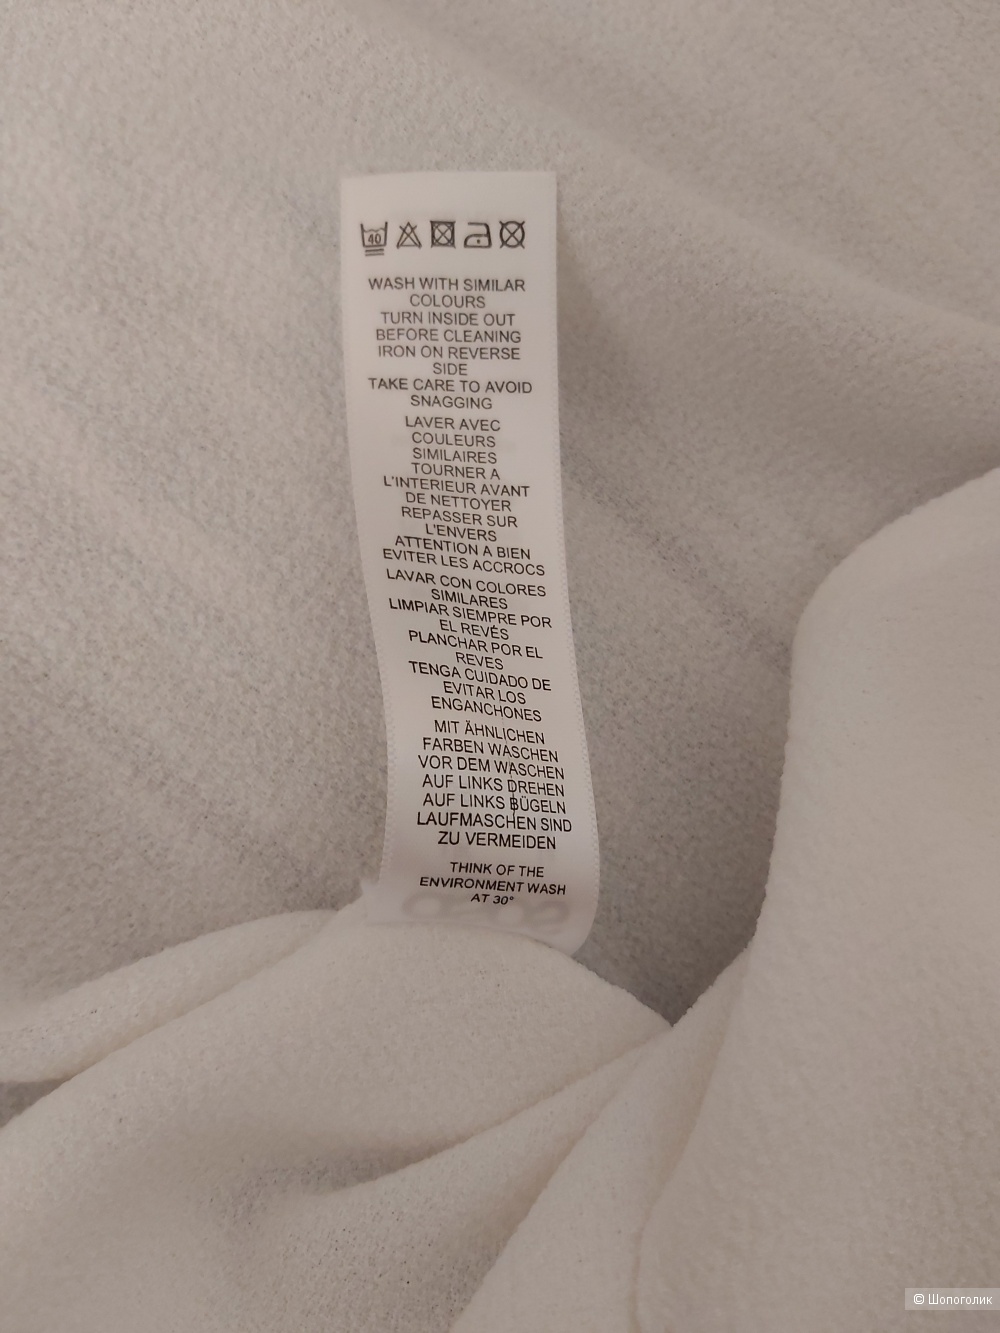 40
WASH WITH SIMILAR
COLOURS
TURN INSIDE OUT
BEFORE CLEANING
IRON ON REVERSE
SIDE
TAKE CARE TO AVOID
SNAGGING
LAVER AVEC
COULEURS
SIMILAIRES
TOURNER A
L'INTERIEUR AVANT
DE NETTOYER
REPASSER SUR
L'ENVERS
ATTENTION A BIEN
EVITER LES ACCROCS
LAVAR CON COLORES
SIMILARES
LIMPIAR SIEMPRE POR
EL REVÉS
PLANCHAR POR EL
REVES
TENGA CUIDADO DE
EVITAR LOS
ENGANCHONES
MIT ÄHNLICHEN
FARBEN WASCHEN
VOR DEM WASCHEN
AUF LINKS DREHEN
AUF LINKS BÜGELN
LAUFMASCHEN SIND
ZU VERMEIDEN
THINK OF THE
ENVIRONMENT WASH
AT 30°
© Шопоголик